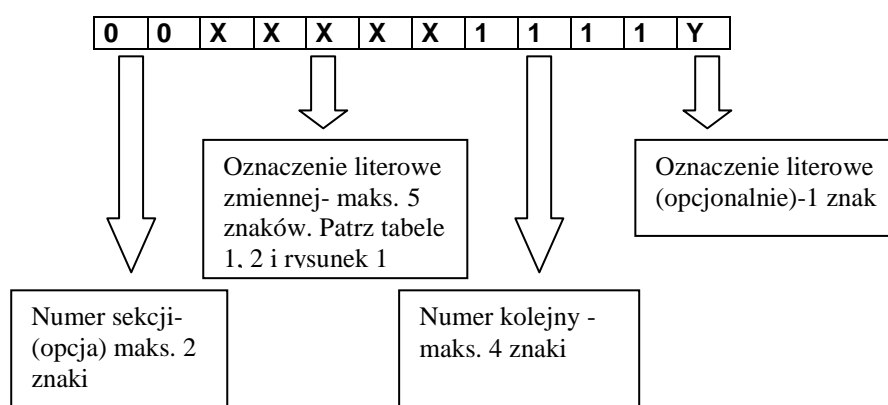 0 0 X X X X X 1 1 1 1 Y
Oznaczenie literowe
zmiennej- maks. 5
znaków. Patrz tabele
1, 2 i rysunek 1
Oznaczenie literowe
(opcjonalnie)-1 znak
Numer sekcji-
(opcja) maks. 2
znaki
Numer kolejny -
maks. 4 znaki